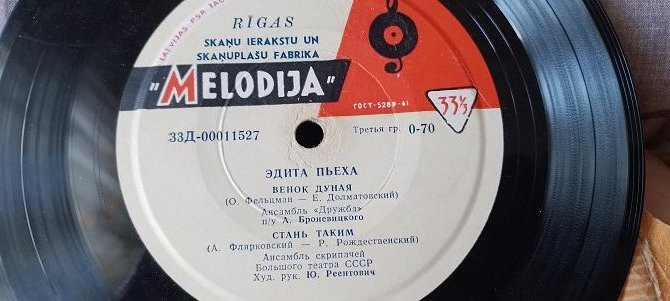 LATVIJAS PSR TAU
RĪGAS
SKAŅU IERAKSTU UN
SKAŅUPLAŠU FABRIKA
"MELODIJA"
ГОСТ-5289-61
33⅓
33Д-00011527
Третья гр. 0-70
ЭДИТА ПЬЕХА
ВЕНОК ДУНАЯ
(О. Фельцман — Е. Долматовский)
Ансамбль «Дружба»
п/у А. Броневицкого
СТАНЬ ТАКИМ
(А. Флярковский — Р. Рождественский)
Ансамбль скрипачей
Большого театра СССР
Худ. рук. Ю. Реентович